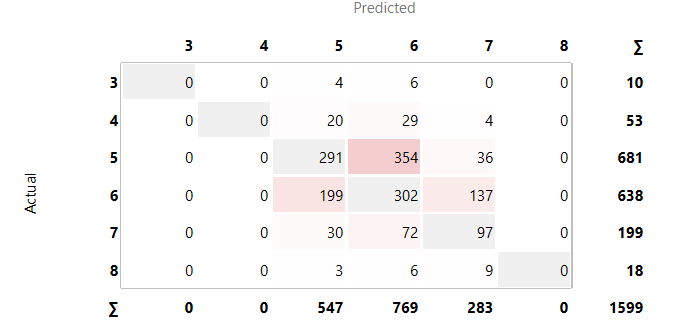 Predicted
3 4 5 6 7 8 ∑
3 0 0 4 6 0 0 10
4 0 0 20 29 4 0 53
5 0 0 291 354 36 0 681
Actual
6 0 0 199 302 137 0 638
7 0 0 30 72 97 0 199
8 0 0 3 6 9 0 18
∑ 0 0 547 769 283 0 1599